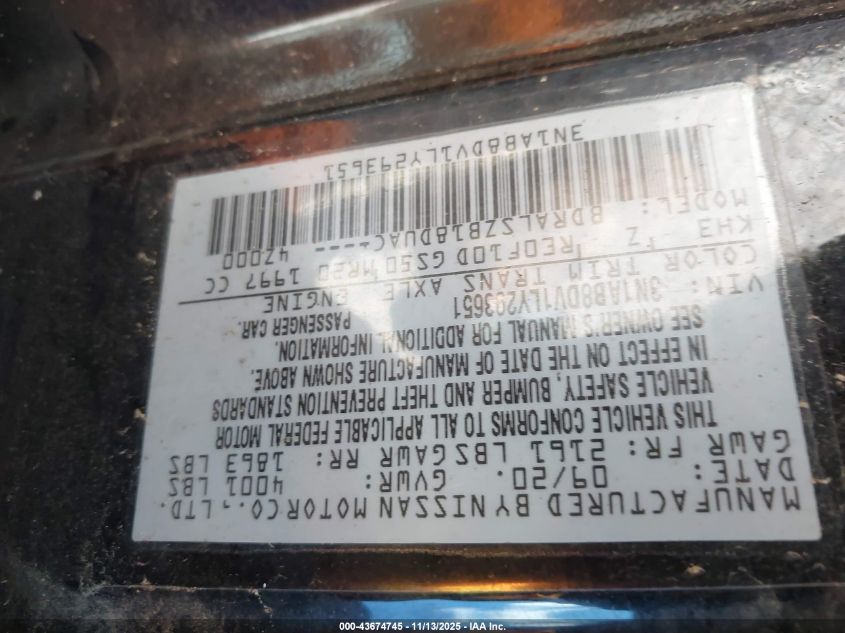 MANUFACTURED BY NISSAN MOTOR CO., LTD.
DATE: 09/20. GVWR: 4001 LBS
GAWR FR: 2161 LBS GAWR RR: 1863 LBS
THIS VEHICLE CONFORMS TO ALL APPLICABLE FEDERAL MOTOR
VEHICLE SAFETY, BUMPER AND THEFT PREVENTION STANDARDS
IN EFFECT ON THE DATE OF MANUFACTURE SHOWN ABOVE.
SEE OWNER'S MANUAL FOR ADDITIONAL INFORMATION.
VIN: 3N1AB8DV1LY293651 PASSENGER CAR.
COLOR TRIM TRANS AXLE ENGINE
KH3 Z RE0F10D GS50 MR20 1997 CC
MODEL: BDRALSZB18DUAC---- 47000
3N1AB8DV1LY293651
000-43674745 - 11/13/2025 - IAA Inc.